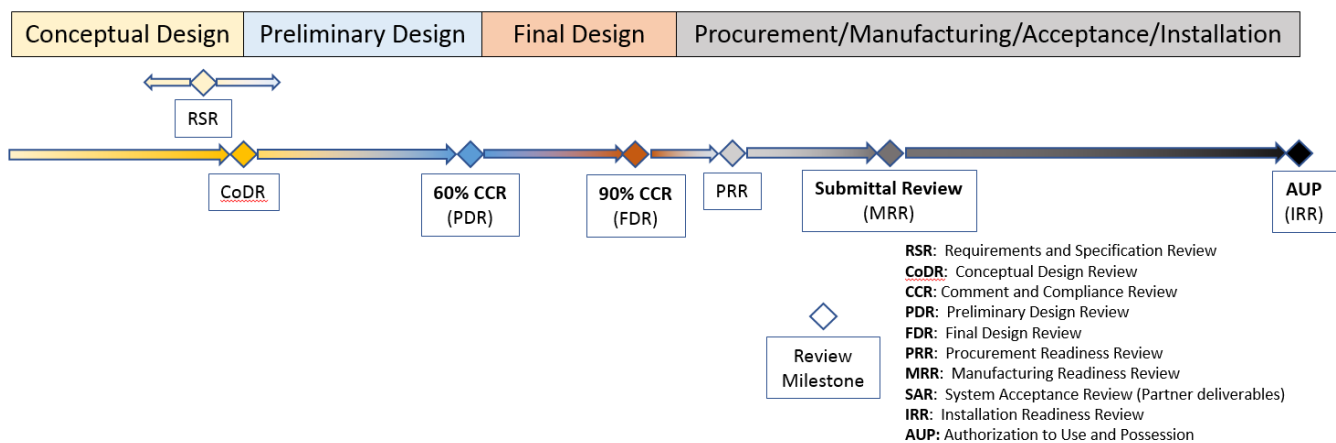 Conceptual Design
Preliminary Design
Final Design
Procurement/Manufacturing/Acceptance/Installation
RSR
CoDR
60% CCR
(PDR)
90% CCR
(FDR)
PRR
Submittal Review
(MRR)
AUP
(IRR)
Review
Milestone
RSR: Requirements and Specification Review
CoDR: Conceptual Design Review
CCR: Comment and Compliance Review
PDR: Preliminary Design Review
FDR: Final Design Review
PRR: Procurement Readiness Review
MRR: Manufacturing Readiness Review
SAR: System Acceptance Review (Partner deliverables)
IRR: Installation Readiness Review
AUP: Authorization to Use and Possession